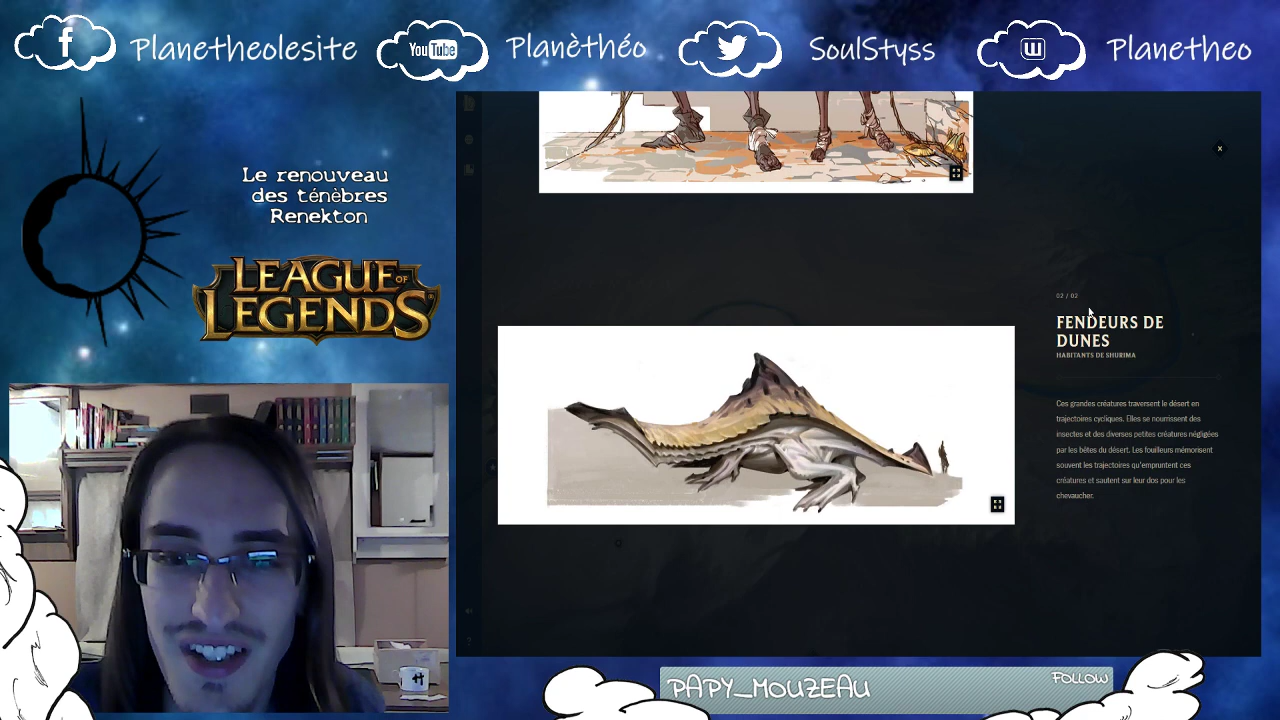 f Planetheolesite You Tube Planèthéo SoulStyss W Planetheo
Le renouveau
des ténèbres
Renekton
LEAGUE OF
LEGENDS
02 / 02
FENDEURS DE
DUNES
HABITANTS DE SHURIMA
Ces grandes créatures traversent le désert en
trajectoires cycliques. Elles se nourrissent des
insectes et des diverses petites créatures négligées
par les bêtes du désert. Les fouilleurs mémorisent
souvent les trajectoires qu'empruntent ces
créatures et sautent sur leur dos pour les
chevaucher.
H
PAPY_MOUZEAU
FOLLOW